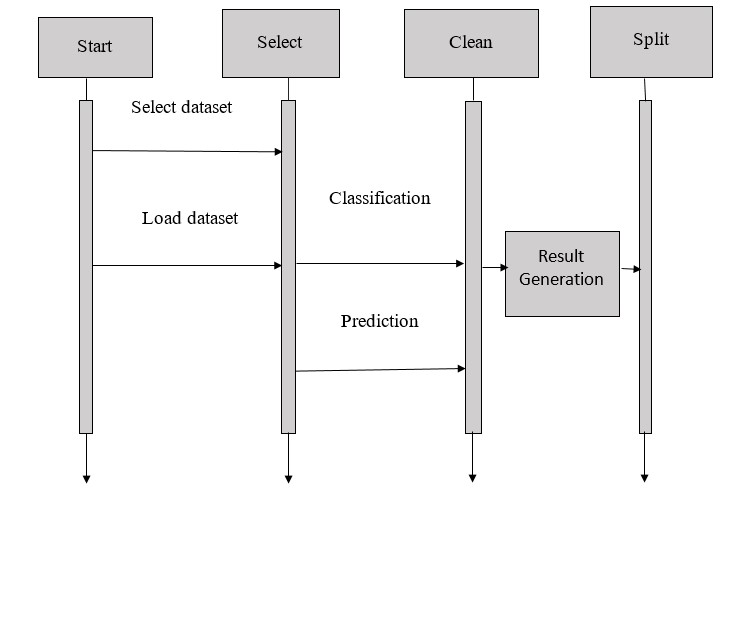 Start
Select
Clean
Split
Select dataset
Classification
Load dataset
Result
Generation
Prediction